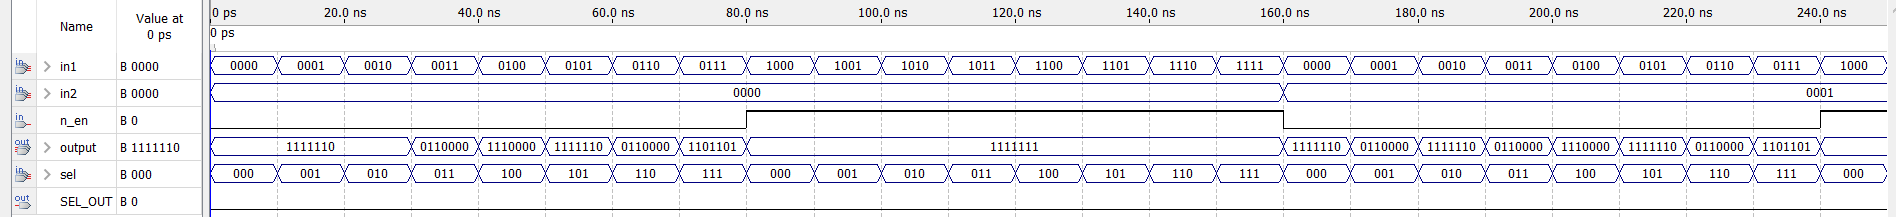 Name Value at 0 ps
0 ps 20.0 ns 40.0 ns 60.0 ns 80.0 ns 100.0 ns 120.0 ns 140.0 ns 160.0 ns 180.0 ns 200.0 ns 220.0 ns 240.0 ns
0 ps
in in1 B 0000 0000 0001 0010 0011 0100 0101 0110 0111 1000 1001 1010 1011 1100 1101 1110 1111 0000 0001 0010 0011 0100 0101 0110 0111 1000
in in2 B 0000 0000 0001
in n_en B 0
out output B 1111110 1111110 0110000 1110000 1111110 0110000 1101101 1111111 1111110 0110000 1111110 0110000 1110000 1111110 0110000 1101101
in sel B 000 000 001 010 011 100 101 110 111 000 001 010 011 100 101 110 111 000 001 010 011 100 101 110 111 000
out SEL_OUT B 0